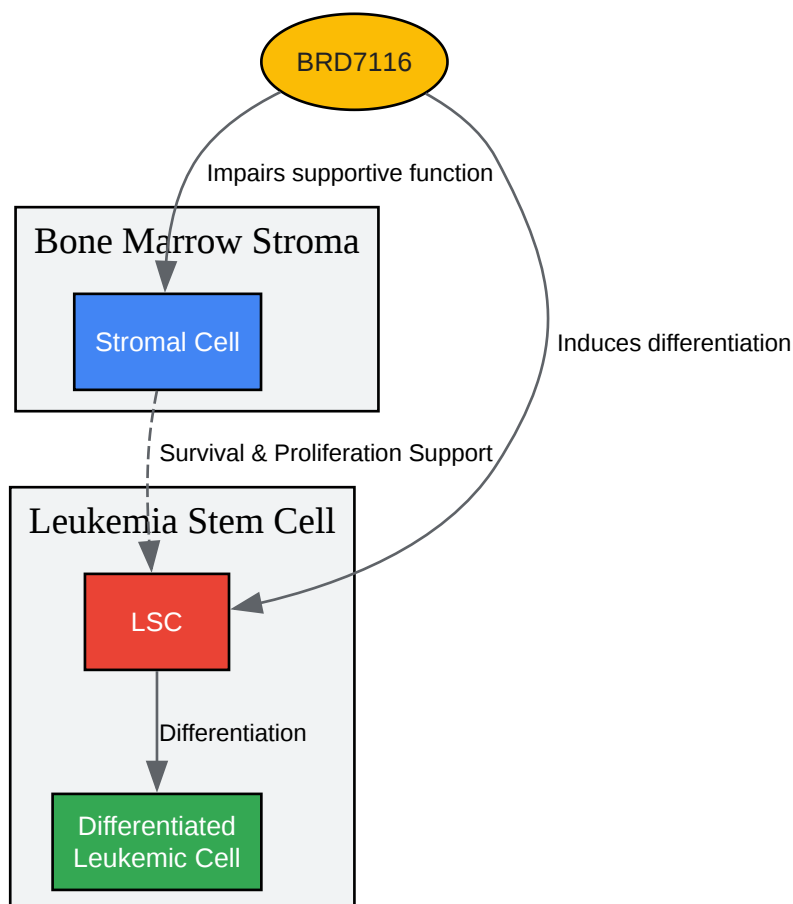 BRD7116
Impairs supportive function
Bone Marrow Stroma
Stromal Cell
Induces differentiation
Survival & Proliferation Support
Leukemia Stem Cell
LSC
Differentiation
Differentiated
Leukemic Cell